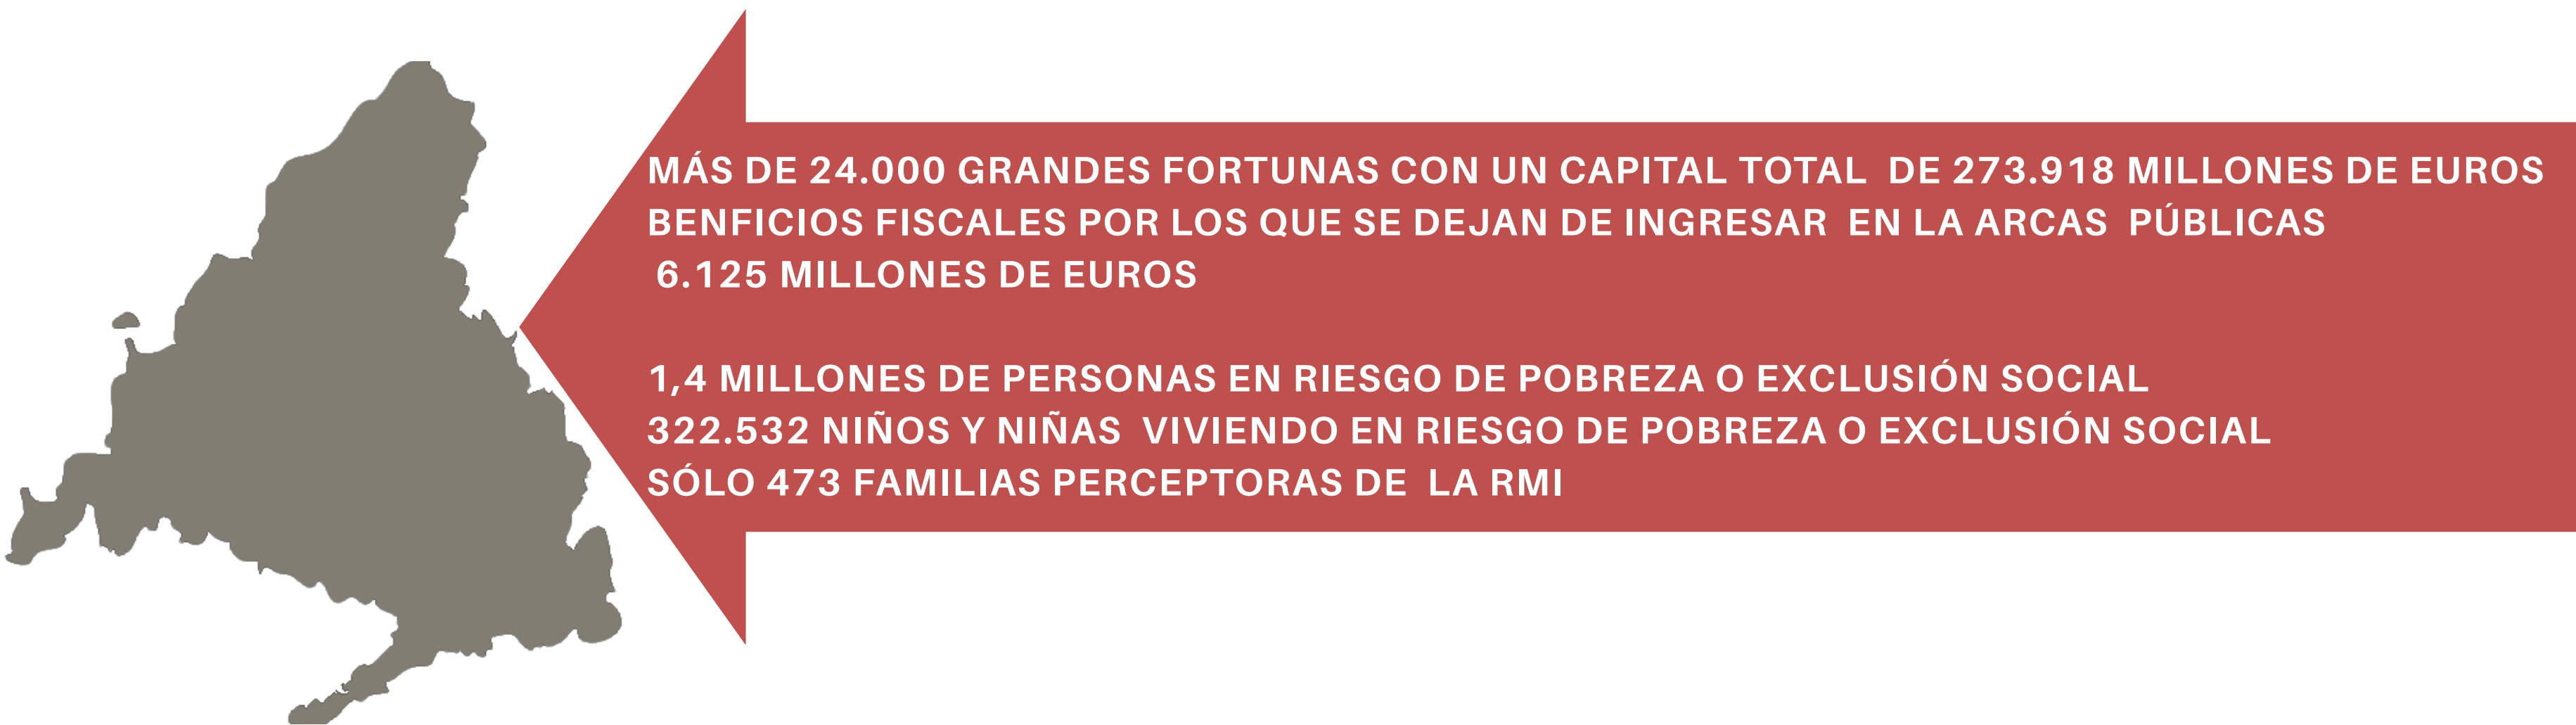 MÁS DE 24.000 GRANDES FORTUNAS CON UN CAPITAL TOTAL DE 273.918 MILLONES DE EUROS
BENFICIOS FISCALES POR LOS QUE SE DEJAN DE INGRESAR EN LA ARCAS PÚBLICAS
6.125 MILLONES DE EUROS
1,4 MILLONES DE PERSONAS EN RIESGO DE POBREZA O EXCLUSIÓN SOCIAL
322.532 NIÑOS Y NIÑAS VIVIENDO EN RIESGO DE POBREZA O EXCLUSIÓN SOCIAL
SÓLO 473 FAMILIAS PERCEPTORAS DE LA RMI